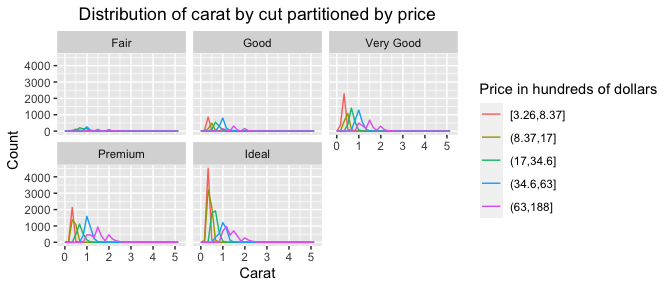 Distribution of carat by cut partitioned by price
Fair
Good
Very Good
4000
3000
2000
1000
0
0 1 2 3 4 5
Premium
Ideal
4000
3000
2000
1000
0
0 1 2 3 4 5
0 1 2 3 4 5
Count
Carat
Price in hundreds of dollars
[3.26,8.37]
(8.37,17]
(17,34.6]
(34.6,63]
(63,188]